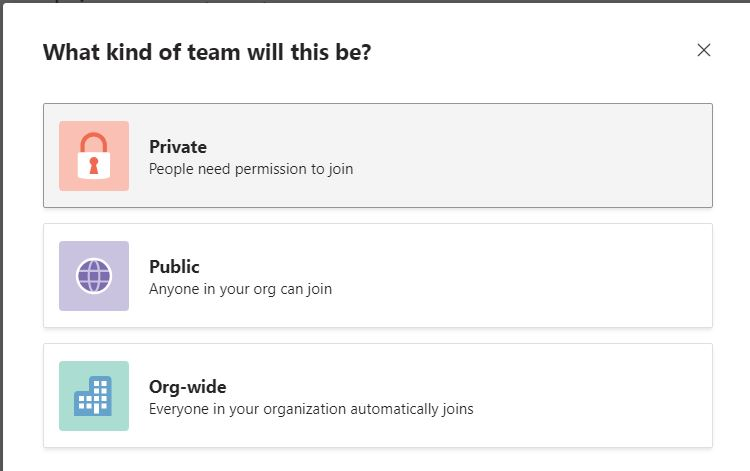 What kind of team will this be?
Private
People need permission to join
Public
Anyone in your org can join
Org-wide
Everyone in your organization automatically joins